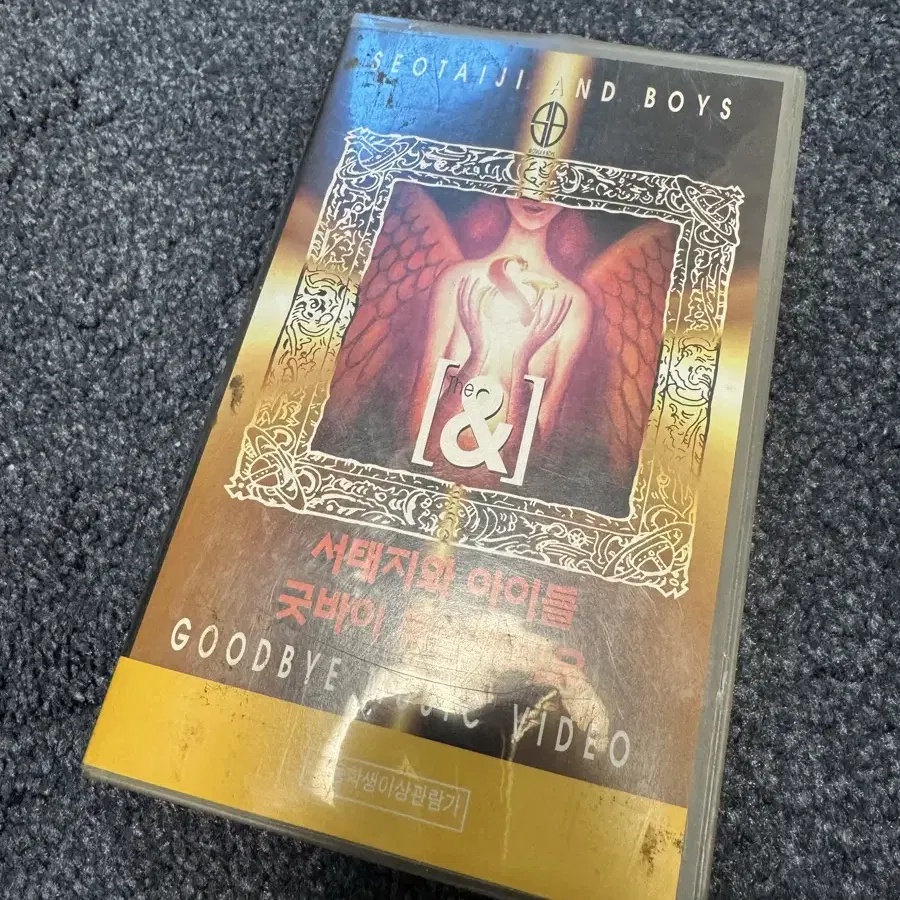 SEOTAIJI AND BOYS
[The &]
서태지와 아이들
굿바이
GOODBYE MUSIC VIDEO
학생이상관람가